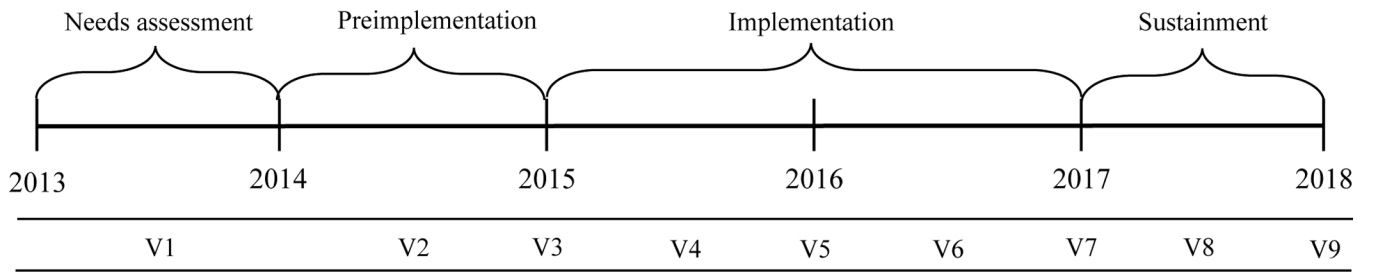 Needs assessment Preimplementation Implementation Sustainment
2013 2014 2015 2016 2017 2018
V1 V2 V3 V4 V5 V6 V7 V8 V9